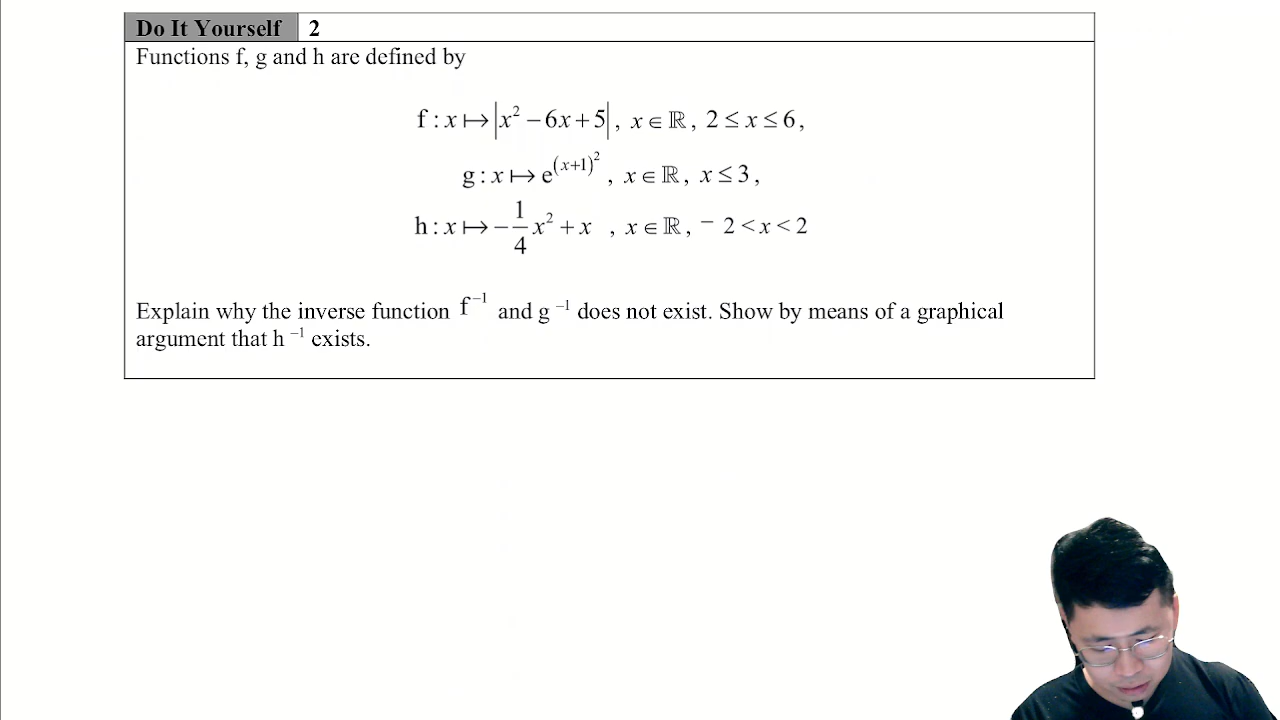 Do It Yourself 2
Functions f, g and h are defined by
f : x ↦ |x² − 6x + 5| , x ∈ ℝ , 2 ≤ x ≤ 6 ,
g : x ↦ e^{(x+1)²} , x ∈ ℝ , x ≤ 3 ,
h : x ↦ −\frac{1}{4}x² + x , x ∈ ℝ , − 2 < x < 2
Explain why the inverse function f⁻¹ and g⁻¹ does not exist. Show by means of a graphical
argument that h⁻¹ exists.